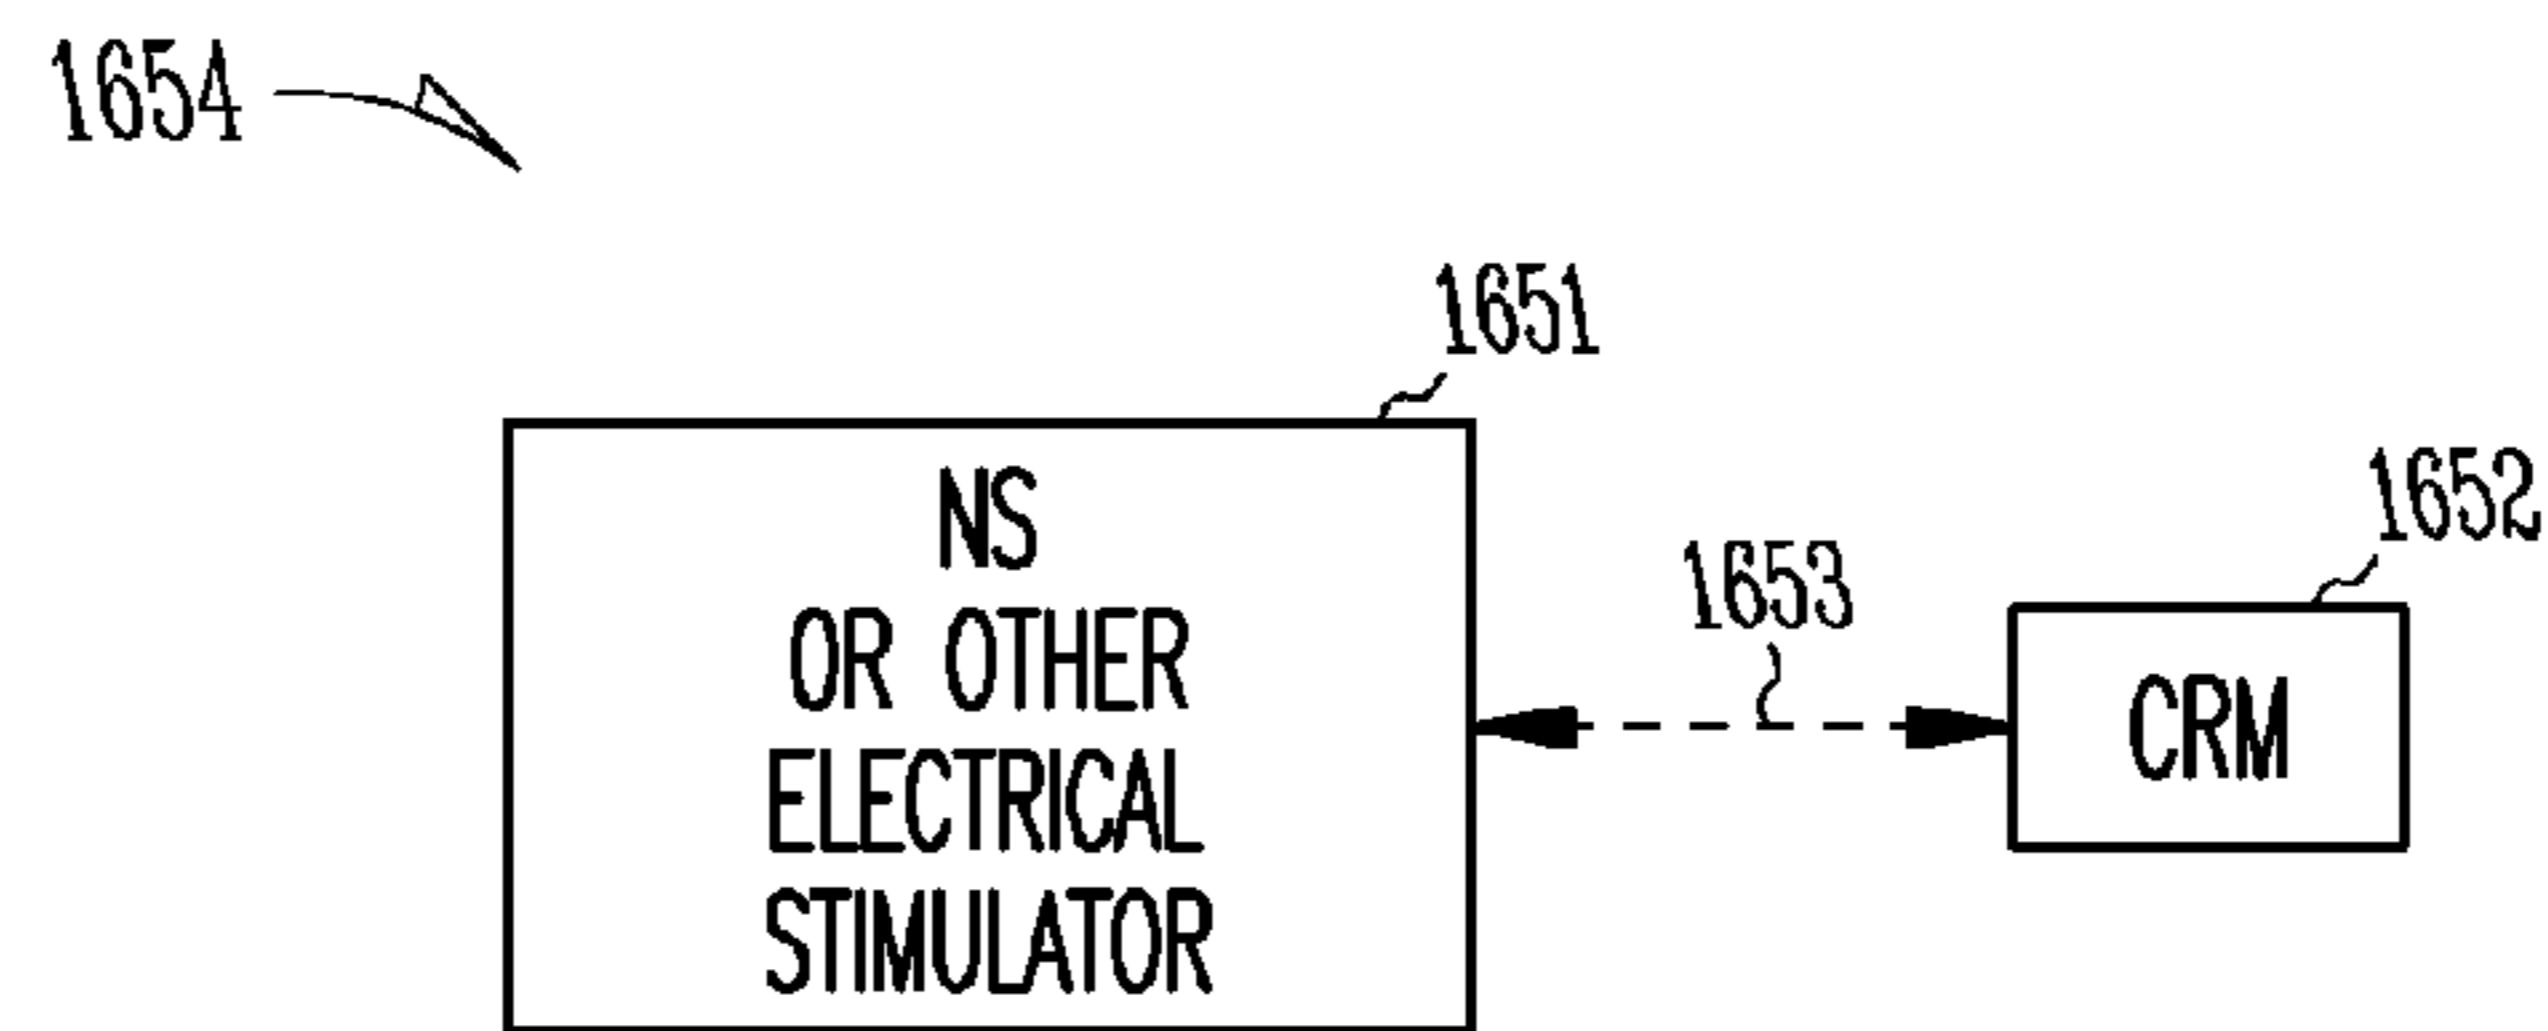 1654
1651
NS
OR OTHER
ELECTRICAL
STIMULATOR
1653
1652
CRM